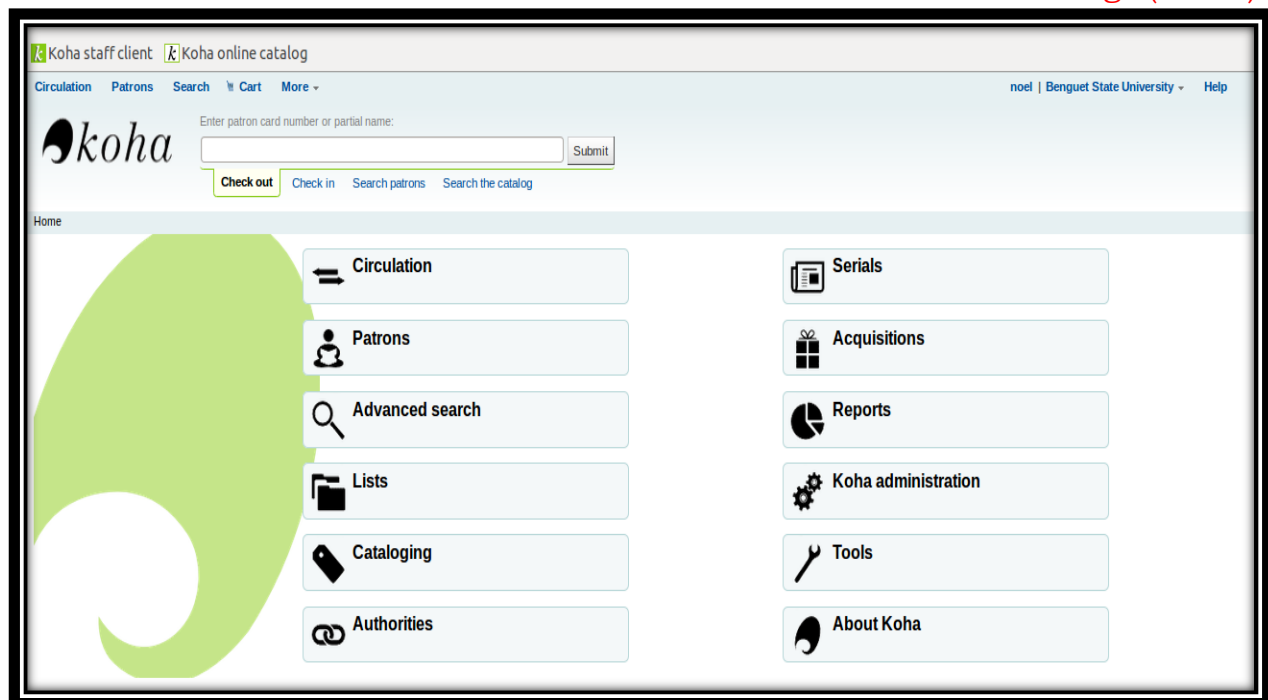 Koha staff client Koha online catalog
Circulation Patrons Search Cart More noel | Benguet State University Help
koha
Enter patron card number or partial name:
Submit
Check out Check in Search patrons Search the catalog
Home
Circulation Serials
Patrons Acquisitions
Advanced search Reports
Lists Koha administration
Cataloging Tools
Authorities About Koha